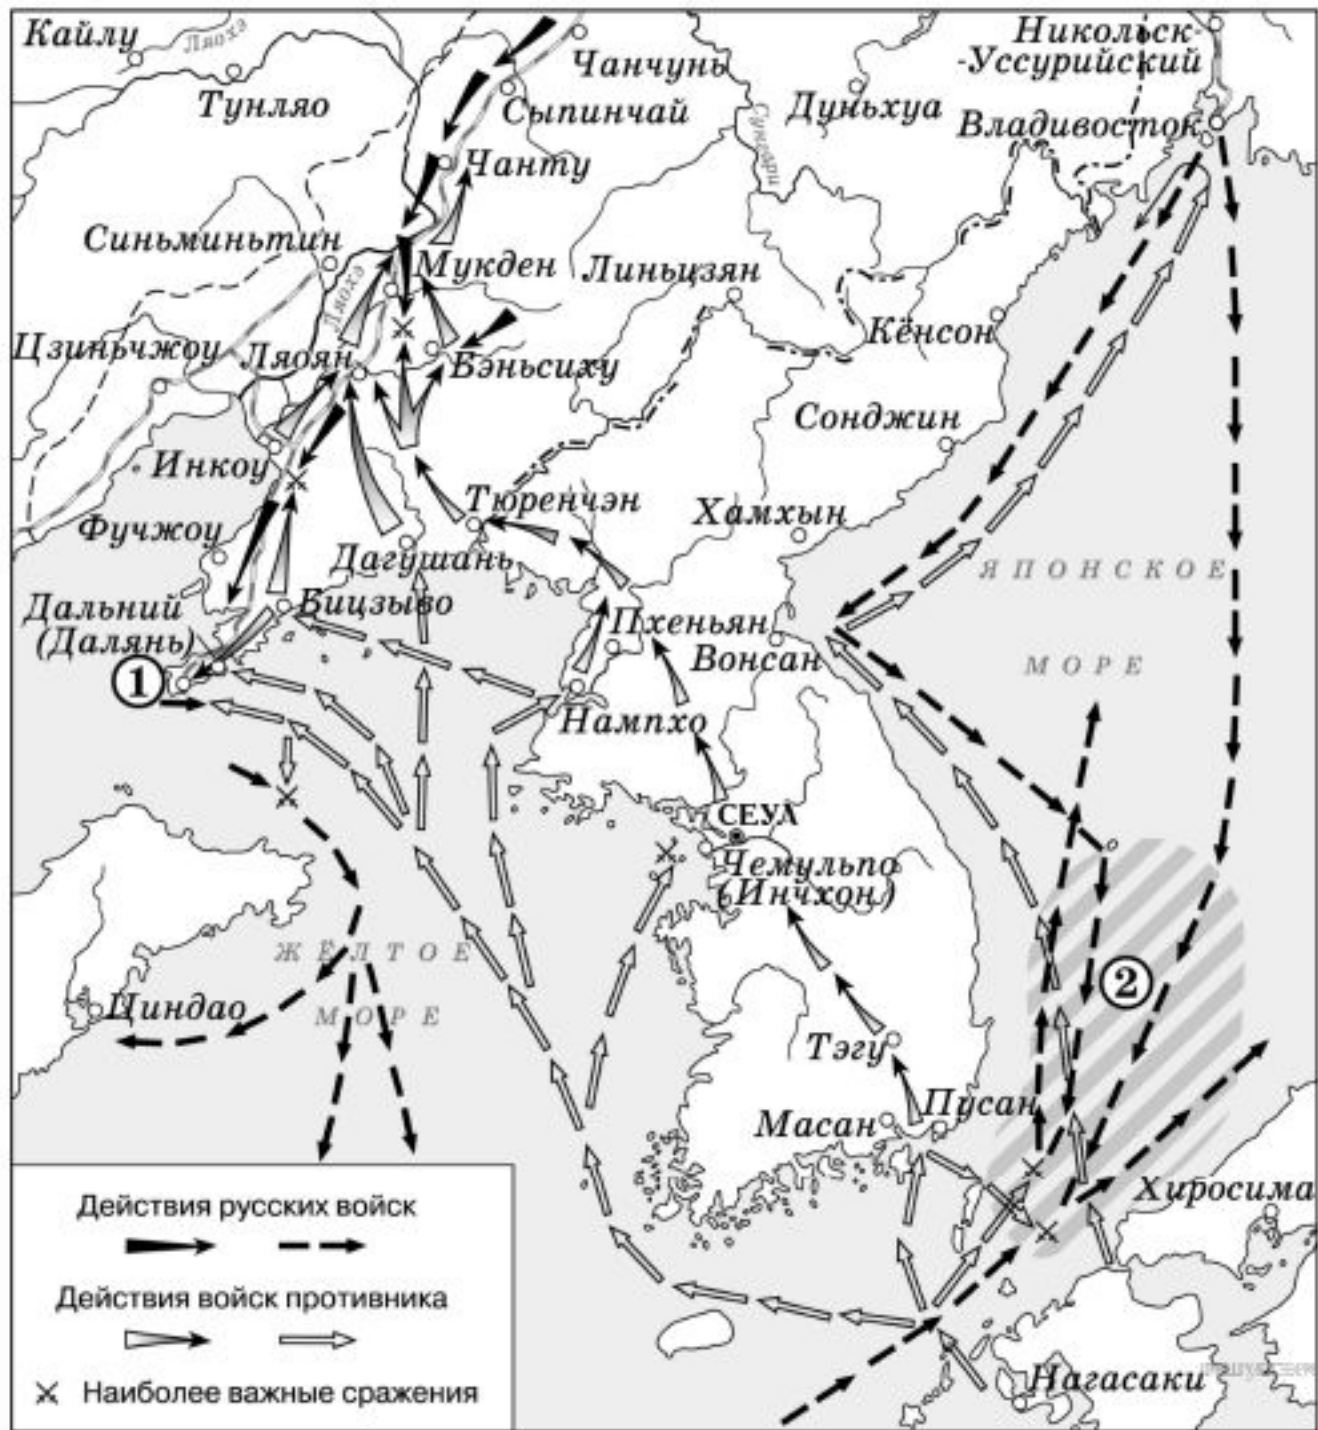 Кайлу
Ляохэ
Тунляо
Чанчунь
Сыпинчай
Чанту
Сунгари
Дуньхуа
Никольск-
-Уссурийский
Владивосток
Синьминьтин
Ляохэ
Мукден
Линьцзян
Кёнсон
Цзиньчжоу
Ляоян
Бэньсиху
Сонджин
Инкоу
Тюренчэн
Хамхын
Фучжоу
Дагушань
ЯПОНСКОЕ
МОРЕ
Дальний
(Далянь)
Бицзыво
Пхеньян
Вонсан
1
Нампхо
СЕУЛ
Чемульпо
(Инчхон)
ЖЁЛТОЕ
МОРЕ
Циндао
2
Тэгу
Масан
Пусан
Хиросима
Нагасаки
Действия русских войск
Действия войск противника
Наиболее важные сражения